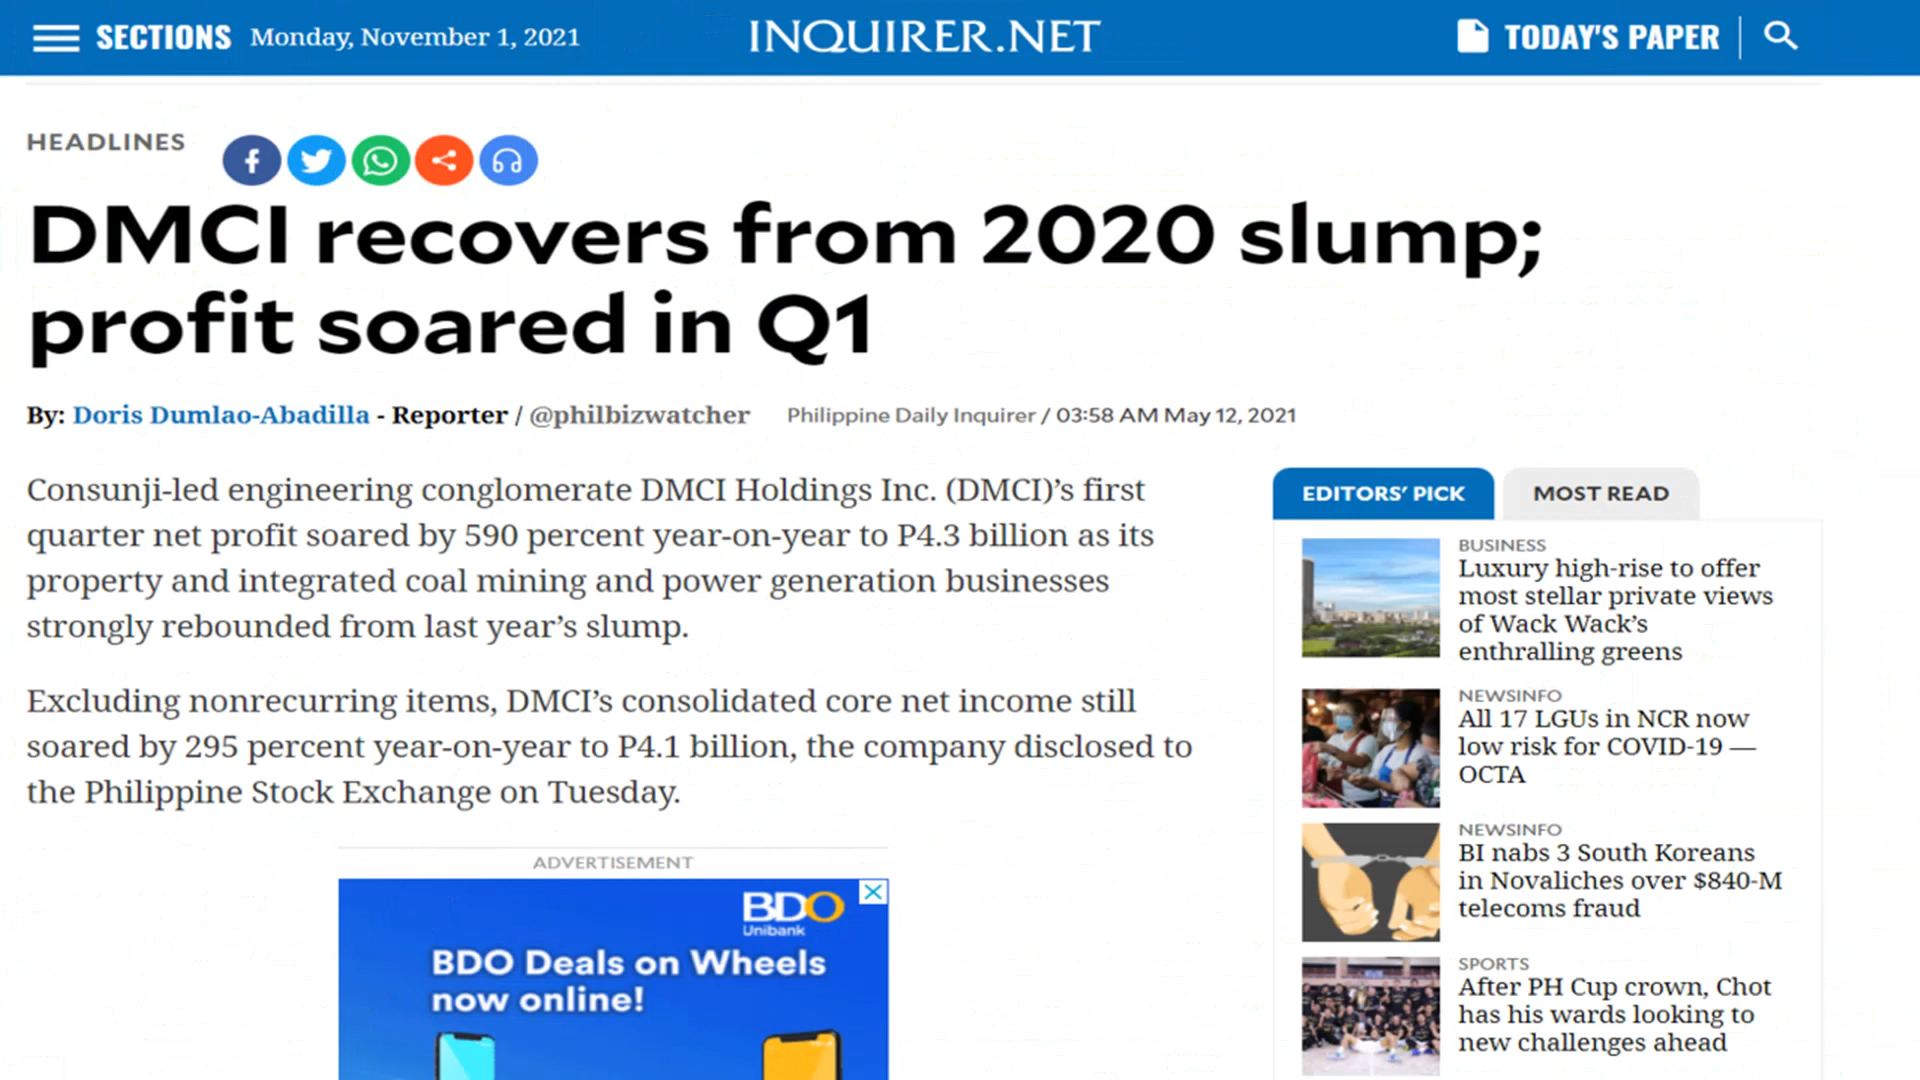 SECTIONS Monday, November 1, 2021 INQUIRER.NET TODAY'S PAPER
HEADLINES
DMCI recovers from 2020 slump;
profit soared in Q1
By: Doris Dumlao-Abadilla - Reporter / @philbizwatcher Philippine Daily Inquirer / 03:58 AM May 12, 2021
Consunji-led engineering conglomerate DMCI Holdings Inc. (DMCI)’s first
quarter net profit soared by 590 percent year-on-year to P4.3 billion as its
property and integrated coal mining and power generation businesses
strongly rebounded from last year’s slump.
Excluding nonrecurring items, DMCI’s consolidated core net income still
soared by 295 percent year-on-year to P4.1 billion, the company disclosed to
the Philippine Stock Exchange on Tuesday.
ADVERTISEMENT
BDO
Unibank
BDO Deals on Wheels
now online!
EDITORS’ PICK MOST READ
BUSINESS
Luxury high-rise to offer
most stellar private views
of Wack Wack’s
enthralling greens
NEWSINFO
All 17 LGUs in NCR now
low risk for COVID-19 —
OCTA
NEWSINFO
BI nabs 3 South Koreans
in Novaliches over $840-M
telecoms fraud
SPORTS
After PH Cup crown, Chot
has his wards looking to
new challenges ahead